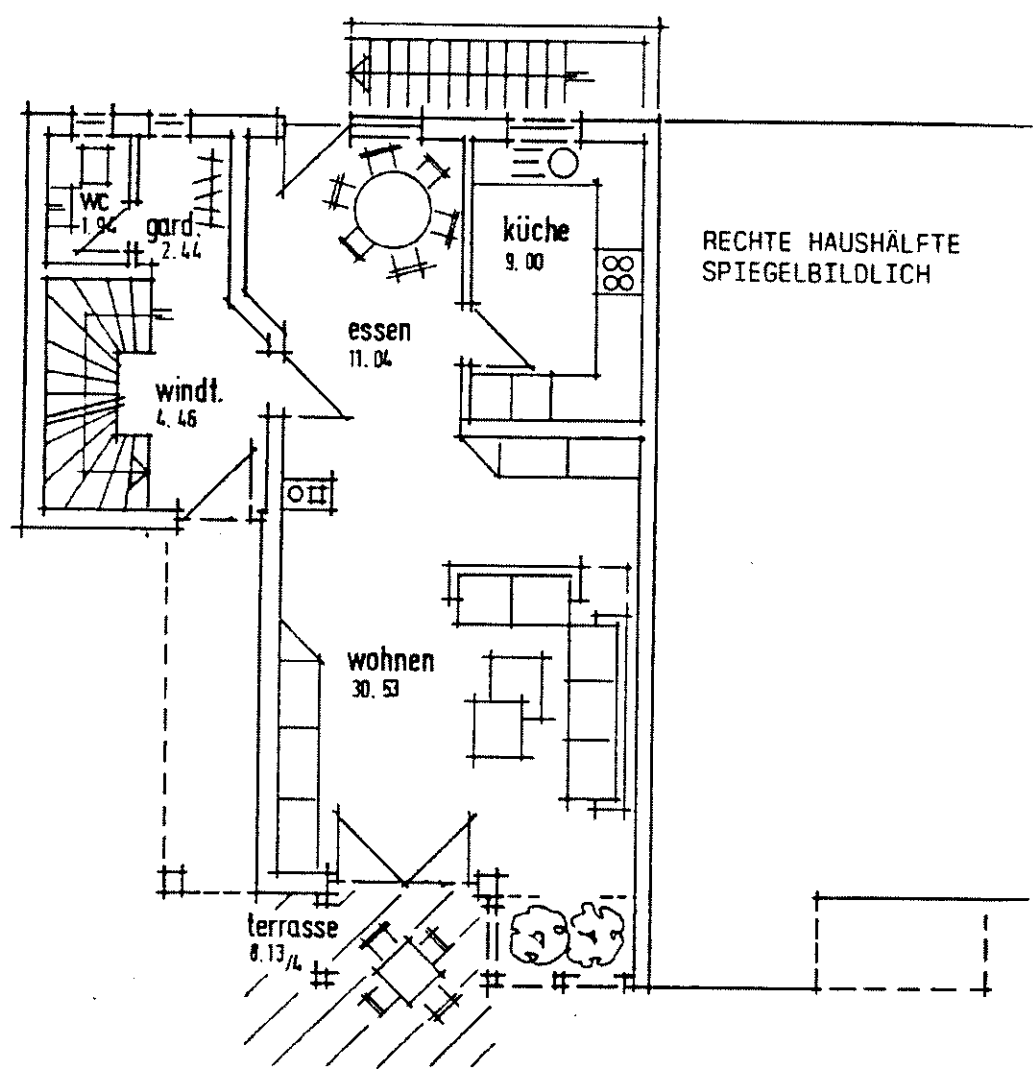 wc
1.94
gard.
2.44
küche
9.00
RECHTE HAUSHÄLFTE
SPIEGELBILDLICH
essen
11.04
windf.
4.46
wohnen
30.53
terrasse
8.13/4